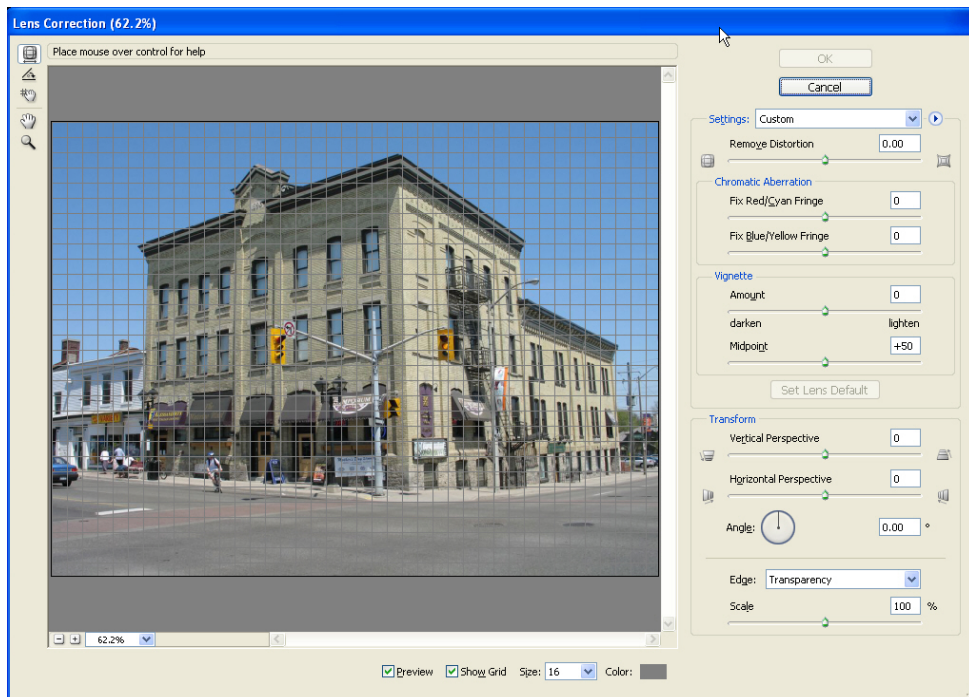 Lens Correction (62.2%)
Place mouse over control for help
OK
Cancel
Settings: Custom
Remove Distortion 0.00
Chromatic Aberration
Fix Red/Cyan Fringe 0
Fix Blue/Yellow Fringe 0
Vignette
Amount 0
darken lighten
Midpoint +50
Set Lens Default
Transform
Vertical Perspective 0
Horizontal Perspective 0
Angle: 0.00 °
Edge: Transparency
Scale 100 %
62.2%
Preview Show Grid Size: 16 Color: